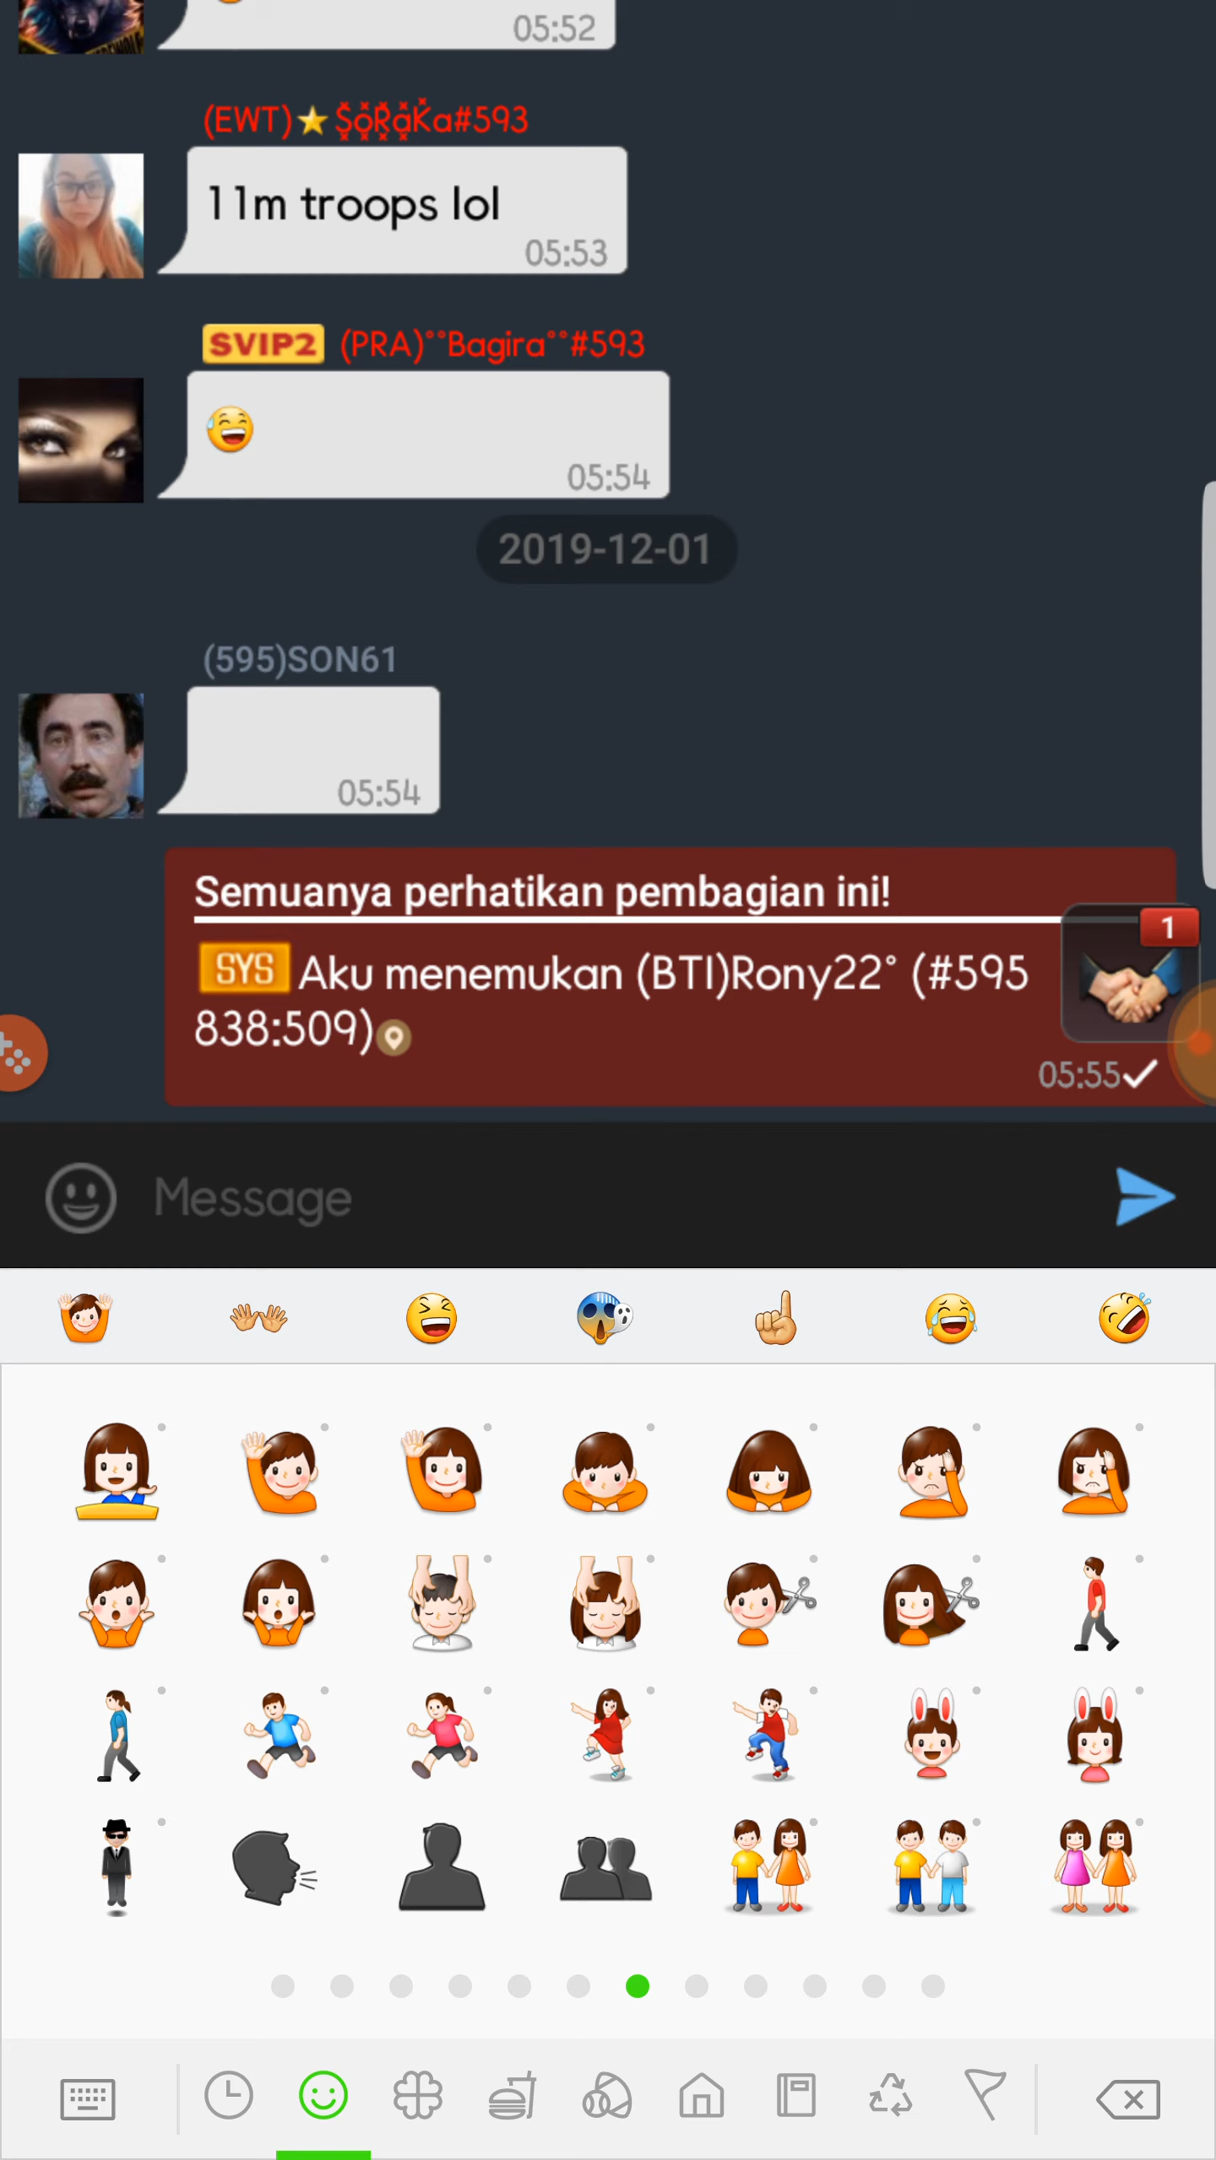 05:52
(EWT)⭐SoRaKa#593
11m troops lol
05:53
SVIP2 (PRA)°°Bagira°°#593
05:54
2019-12-01
(595)SON61
05:54
Semuanya perhatikan pembagian ini!
1
SYS Aku menemukan (BTI)Rony22° (#595
838:509)
05:55
Message